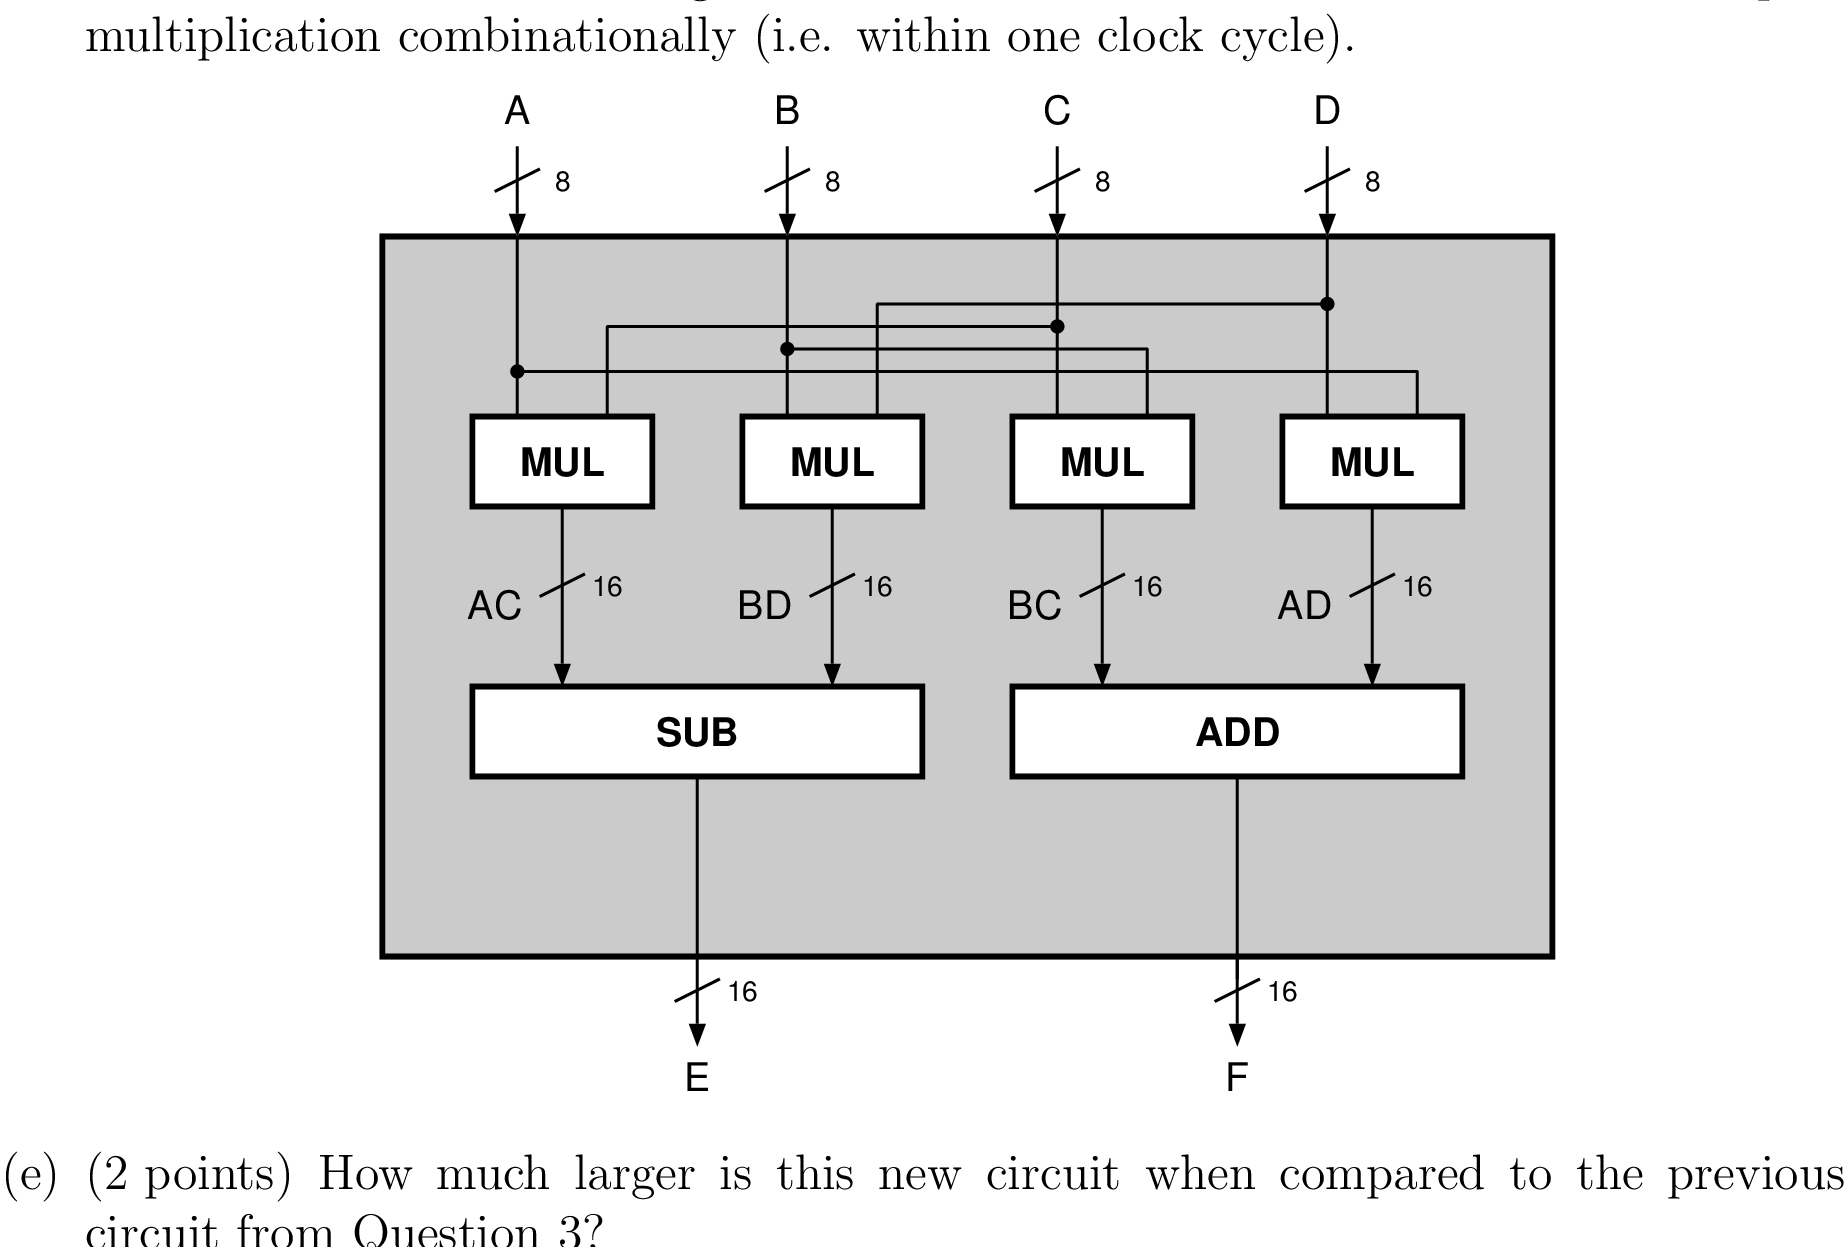 multiplication combinationally (i.e. within one clock cycle).
A B C D
8 8 8 8
MUL MUL MUL MUL
16 16 16 16
AC BD BC AD
SUB ADD
16 16
E F
(e) (2 points) How much larger is this new circuit when compared to the previous
circuit from Question 3?